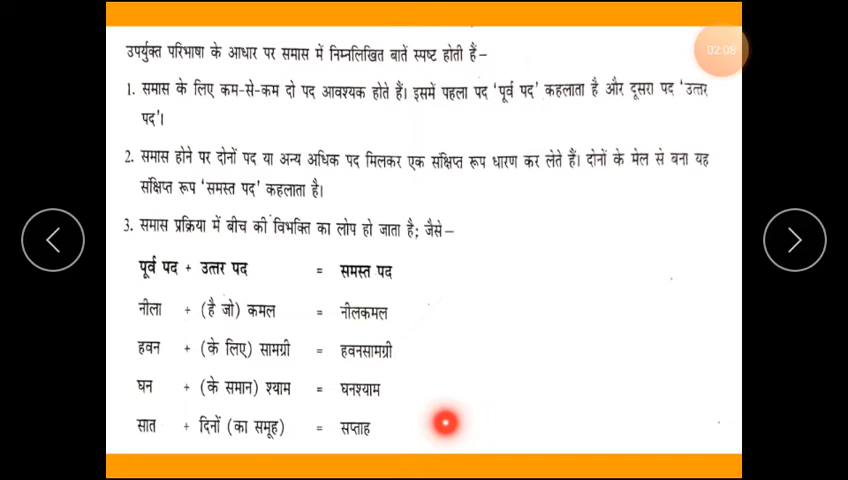 02:08
उपर्युक्त परिभाषा के आधार पर समास में निम्नलिखित बातें स्पष्ट होती हैं–
1. समास के लिए कम-से-कम दो पद आवश्यक होते हैं। इसमें पहला पद 'पूर्व पद' कहलाता है और दूसरा पद 'उत्तर
पद'।
2. समास होने पर दोनों पद या अन्य अधिक पद मिलकर एक संक्षिप्त रूप धारण कर लेते हैं। दोनों के मेल से बना यह
संक्षिप्त रूप 'समस्त पद' कहलाता है।
3. समास प्रक्रिया में बीच की विभक्ति का लोप हो जाता है; जैसे–
पूर्व पद + उत्तर पद = समस्त पद
नीला + (है जो) कमल = नीलकमल
हवन + (के लिए) सामग्री = हवनसामग्री
घन + (के समान) श्याम = घनश्याम
सात + दिनों (का समूह) = सप्ताह